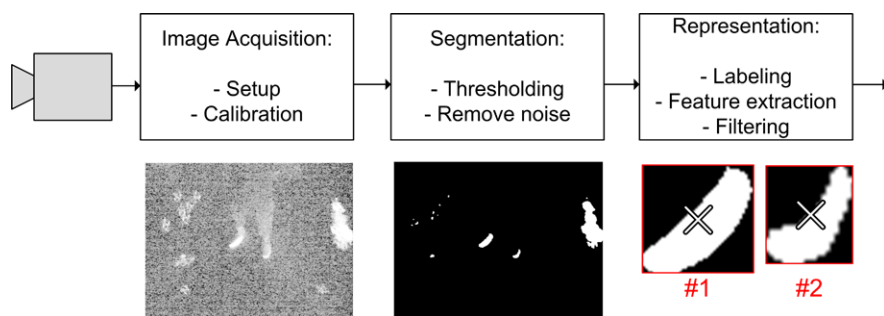 Image Acquisition:
- Setup
- Calibration
Segmentation:
- Thresholding
- Remove noise
Representation:
- Labeling
- Feature extraction
- Filtering
#1
#2